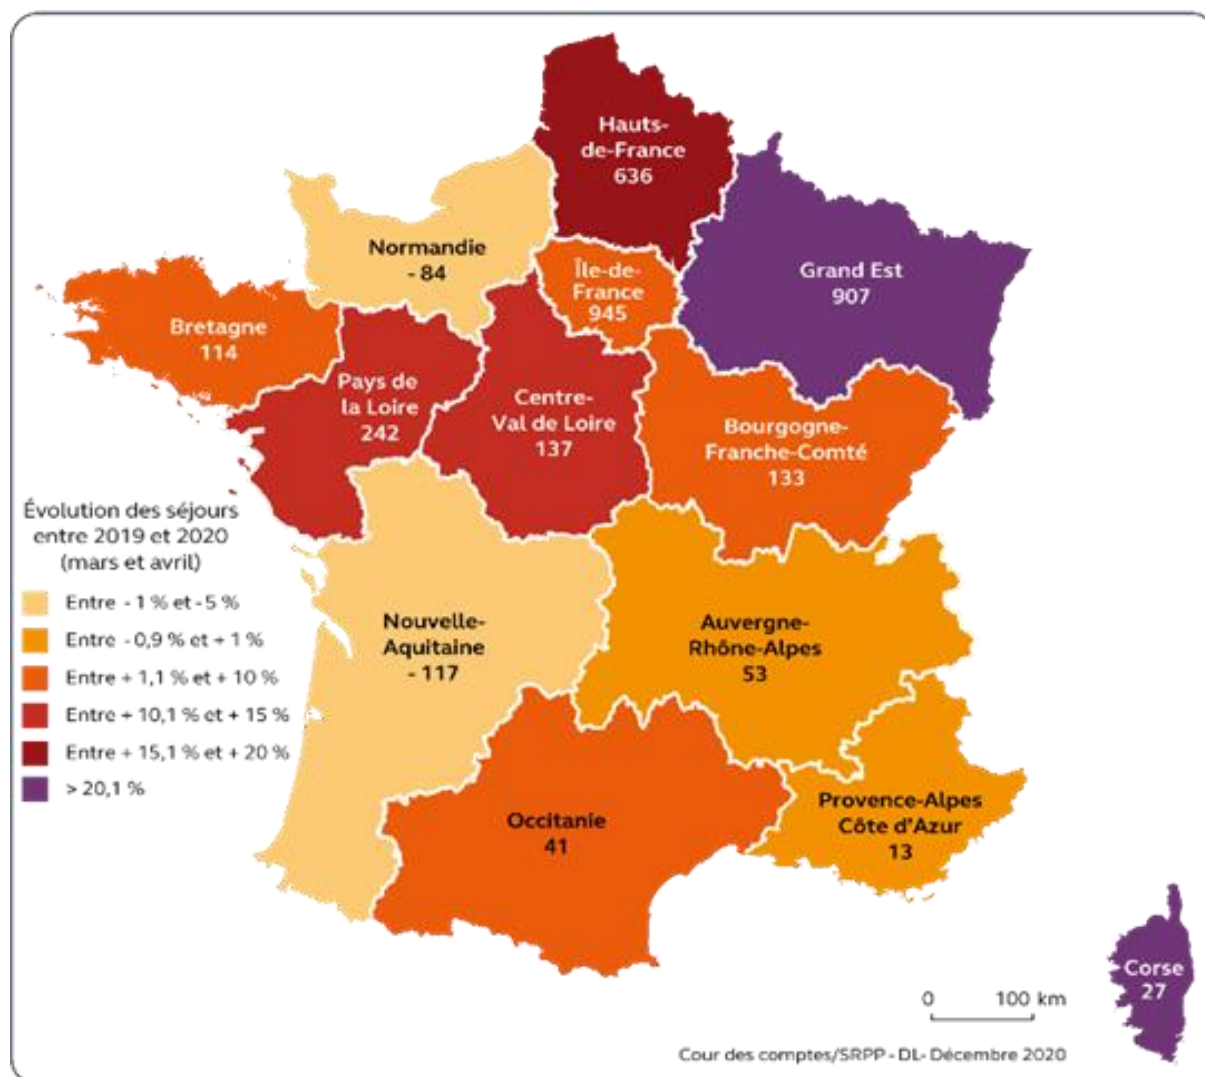 Hauts-
de-France
636
Normandie
- 84
Île-de-
France
945
Grand Est
907
Bretagne
114
Pays de
la Loire
242
Centre-
Val de Loire
137
Bourgogne-
Franche-Comté
133
Évolution des séjours
entre 2019 et 2020
(mars et avril)
Entre - 1 % et - 5 %
Entre - 0,9 % et + 1 %
Entre + 1,1 % et + 10 %
Entre + 10,1 % et + 15 %
Entre + 15,1 % et + 20 %
> 20,1 %
Nouvelle-
Aquitaine
- 117
Auvergne-
Rhône-Alpes
53
Occitanie
41
Provence-Alpes
Côte d'Azur
13
Corse
27
0 100 km
Cour des comptes/SRPP - DL- Décembre 2020